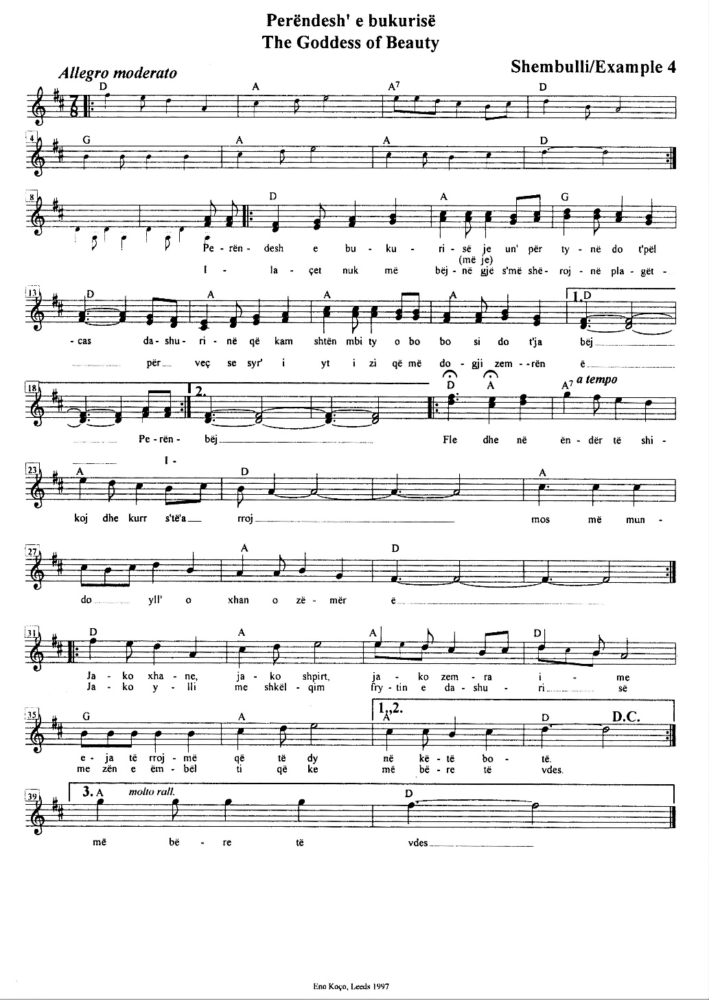 Perëndesh' e bukurisë
The Goddess of Beauty
Shembulli/Example 4
Allegro moderato
D A A7 D
7
8
4
G A A D
8
D A G
Pe - rën - desh e bu - ku - ri - së je un' për ty - në do t'pël
(më je)
I - la - çet nuk më bëj - në gjë s'më shë - roj - në pla - gët -
13
D A A A 1. D
- cas da - shu - ri - në që kam shtën mbi ty o bo bo si do t'ja bëj
për veç se syr' i yt i zi që më do - gji zem - - rën ë
18
2. D A A7 a tempo
Pe - rën - bëj Fle dhe në ën - dër të shi -
I -
23
A D A
koj dhe kurr s'të'a rroj mos më mun -
27
A D
do yll' o xhan o zë - mër ë
31
D A A D
Ja - ko xha - ne, ja - ko shpirt, ja - ko zem - ra i - me
Ja - ko y - lli me shkël - qim fry - tin e da - shu - ri së
35
G A 1.,2. A D D.C.
e - ja të rroj - më që të dy në kë - të bo - të.
me zën e ëm - bël ti që ke më bë - re të vdes.
39
3. A molto rall. D
më bë - re të vdes
Eno Koço, Leeds 1997